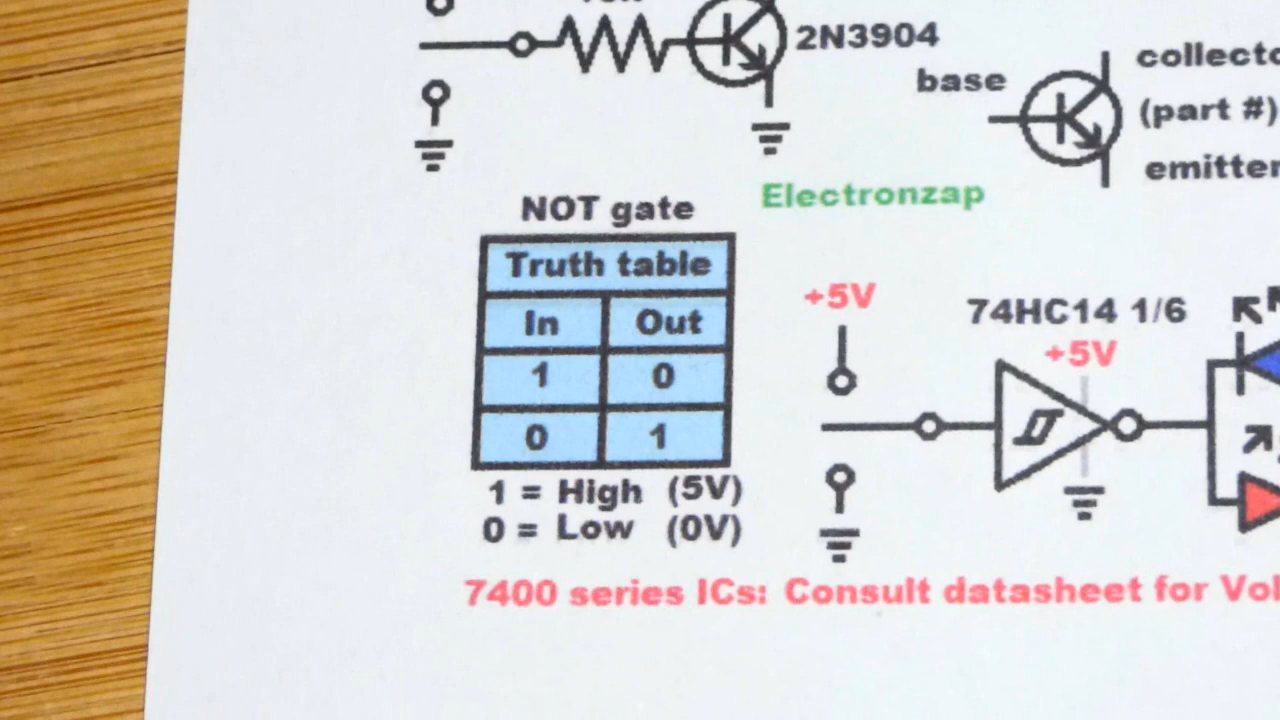 2N3904
base
(part #)
emitter
Electronzap
NOT gate
Truth table
In Out
1 0
0 1
1 = High (5V)
0 = Low (0V)
+5V
74HC14 1/6
+5V
7400 series ICs: Consult datasheet for